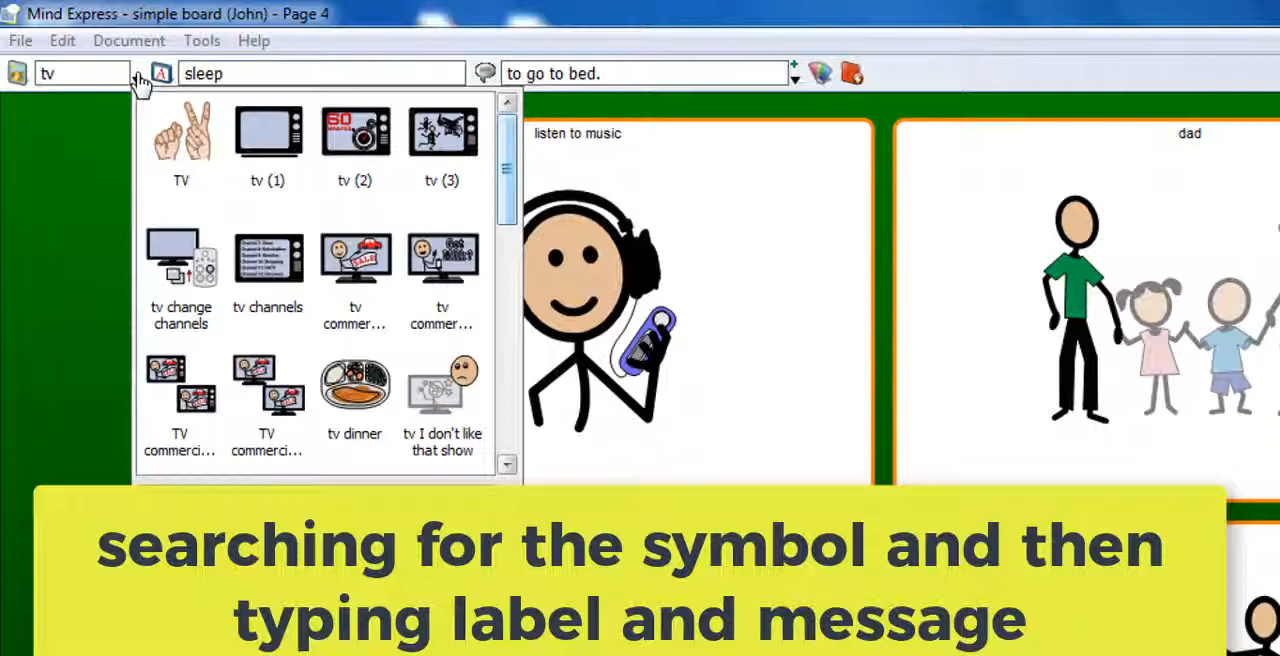 Mind Express - simple board (John) - Page 4
File Edit Document Tools Help
tv A sleep to go to bed.
TV tv (1) tv (2) tv (3)
tv change channels tv channels tv commer... tv commer...
TV commerci... TV commerci... tv dinner tv I don't like that show
listen to music
dad
searching for the symbol and then
typing label and message